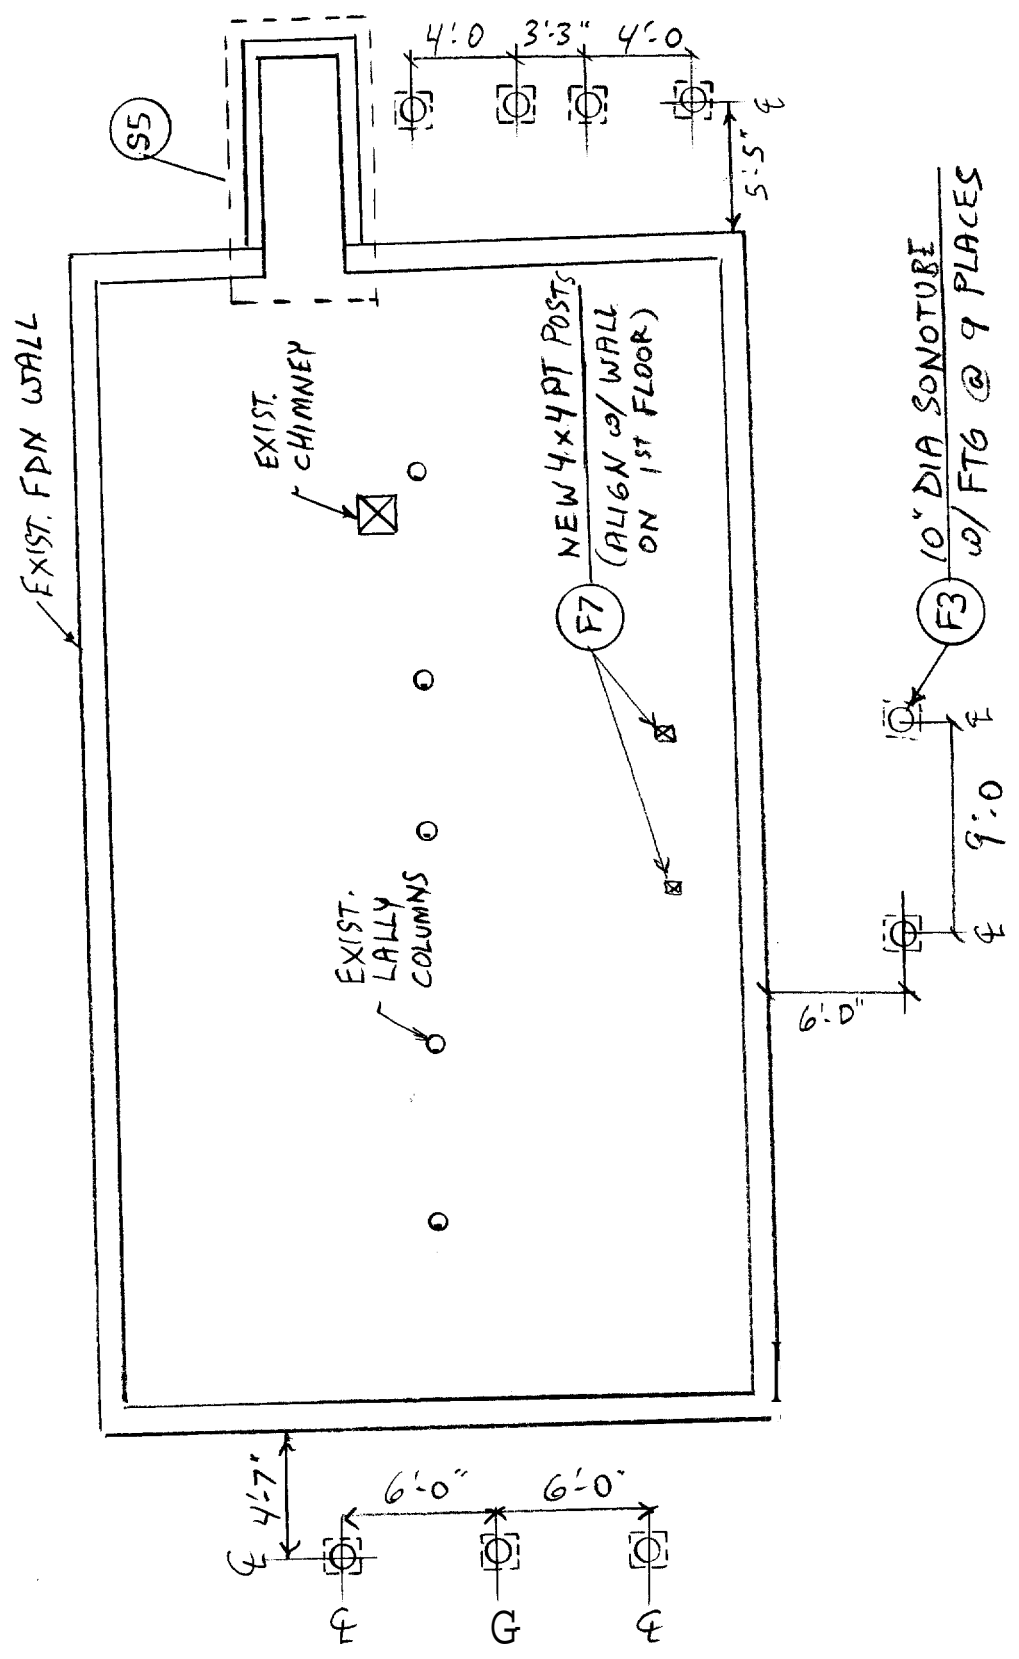 EXIST. FDN WALL
S5
4'-0
3'-3"
4'-0
℄
5'-5"
EXIST.
CHIMNEY
NEW 4x4 PT POSTS
(ALIGN w/ WALL
ON 1ST FLOOR)
F7
10" DIA SONOTUBE
w/ FTG @ 9 PLACES
F3
EXIST.
LALLY
COLUMNS
℄
9'-0
℄
6'-0"
4'-7"
℄
6'-0"
6'-0"
℄
G
℄